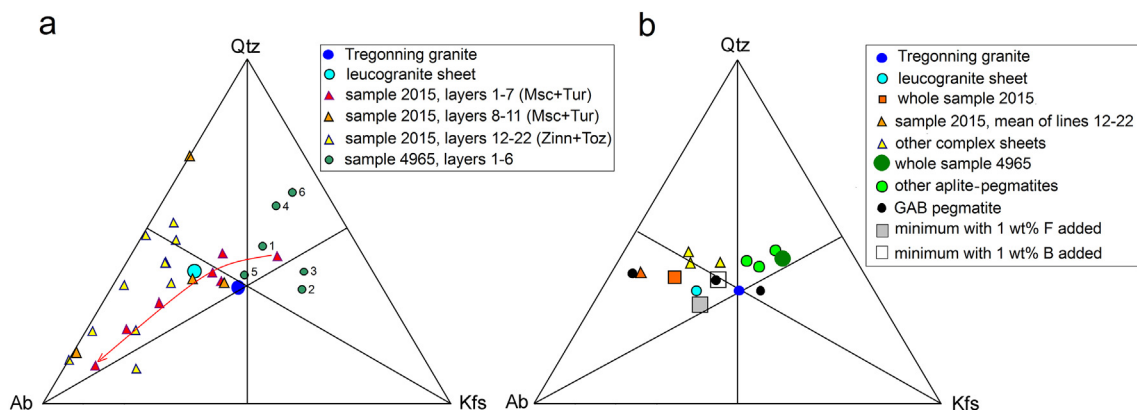 a
Qtz
Tregonning granite
leucogranite sheet
sample 2015, layers 1-7 (Msc+Tur)
sample 2015, layers 8-11 (Msc+Tur)
sample 2015, layers 12-22 (Zinn+Toz)
sample 4965, layers 1-6
6
4
1
5
3
2
Ab
Kfs
b
Qtz
Tregonning granite
leucogranite sheet
whole sample 2015
sample 2015, mean of lines 12-22
other complex sheets
whole sample 4965
other aplite-pegmatites
GAB pegmatite
minimum with 1 wt% F added
minimum with 1 wt% B added
Ab
Kfs